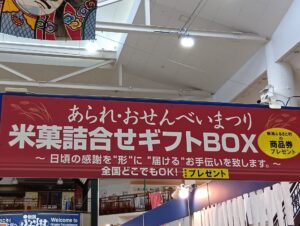 あられ・おせんべいまつり
米菓詰合せギフトBOX
～ 日頃の感謝を"形"に "届ける"お手伝いを致します。～
全国どこでもOK!
プレゼント
商品券
プレゼント
Welcome to